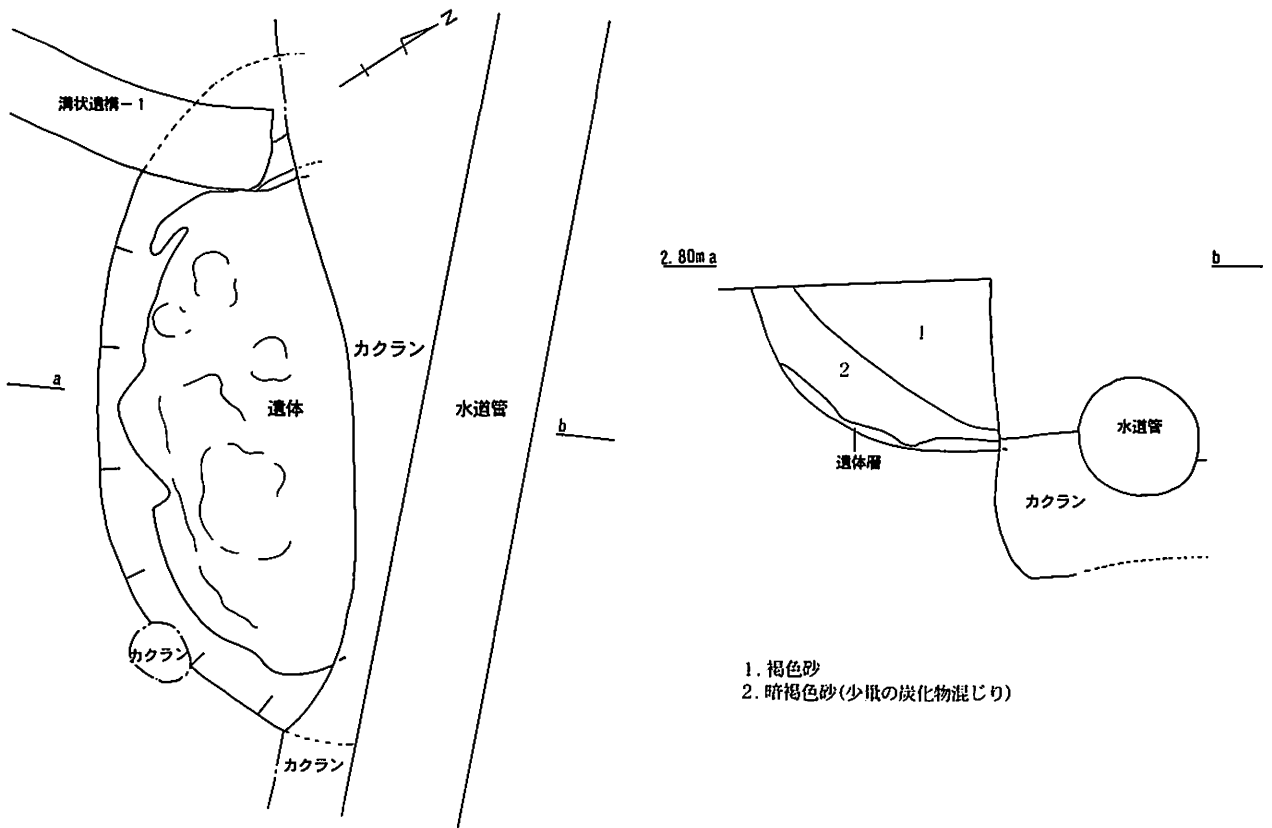 N
溝状遺構-1
a
カクラン
遺体
水道管
b
カクラン
カクラン
2.80m a
b
1
2
遺体層
水道管
カクラン
1. 褐色砂
2. 暗褐色砂(少量の炭化物混じり)